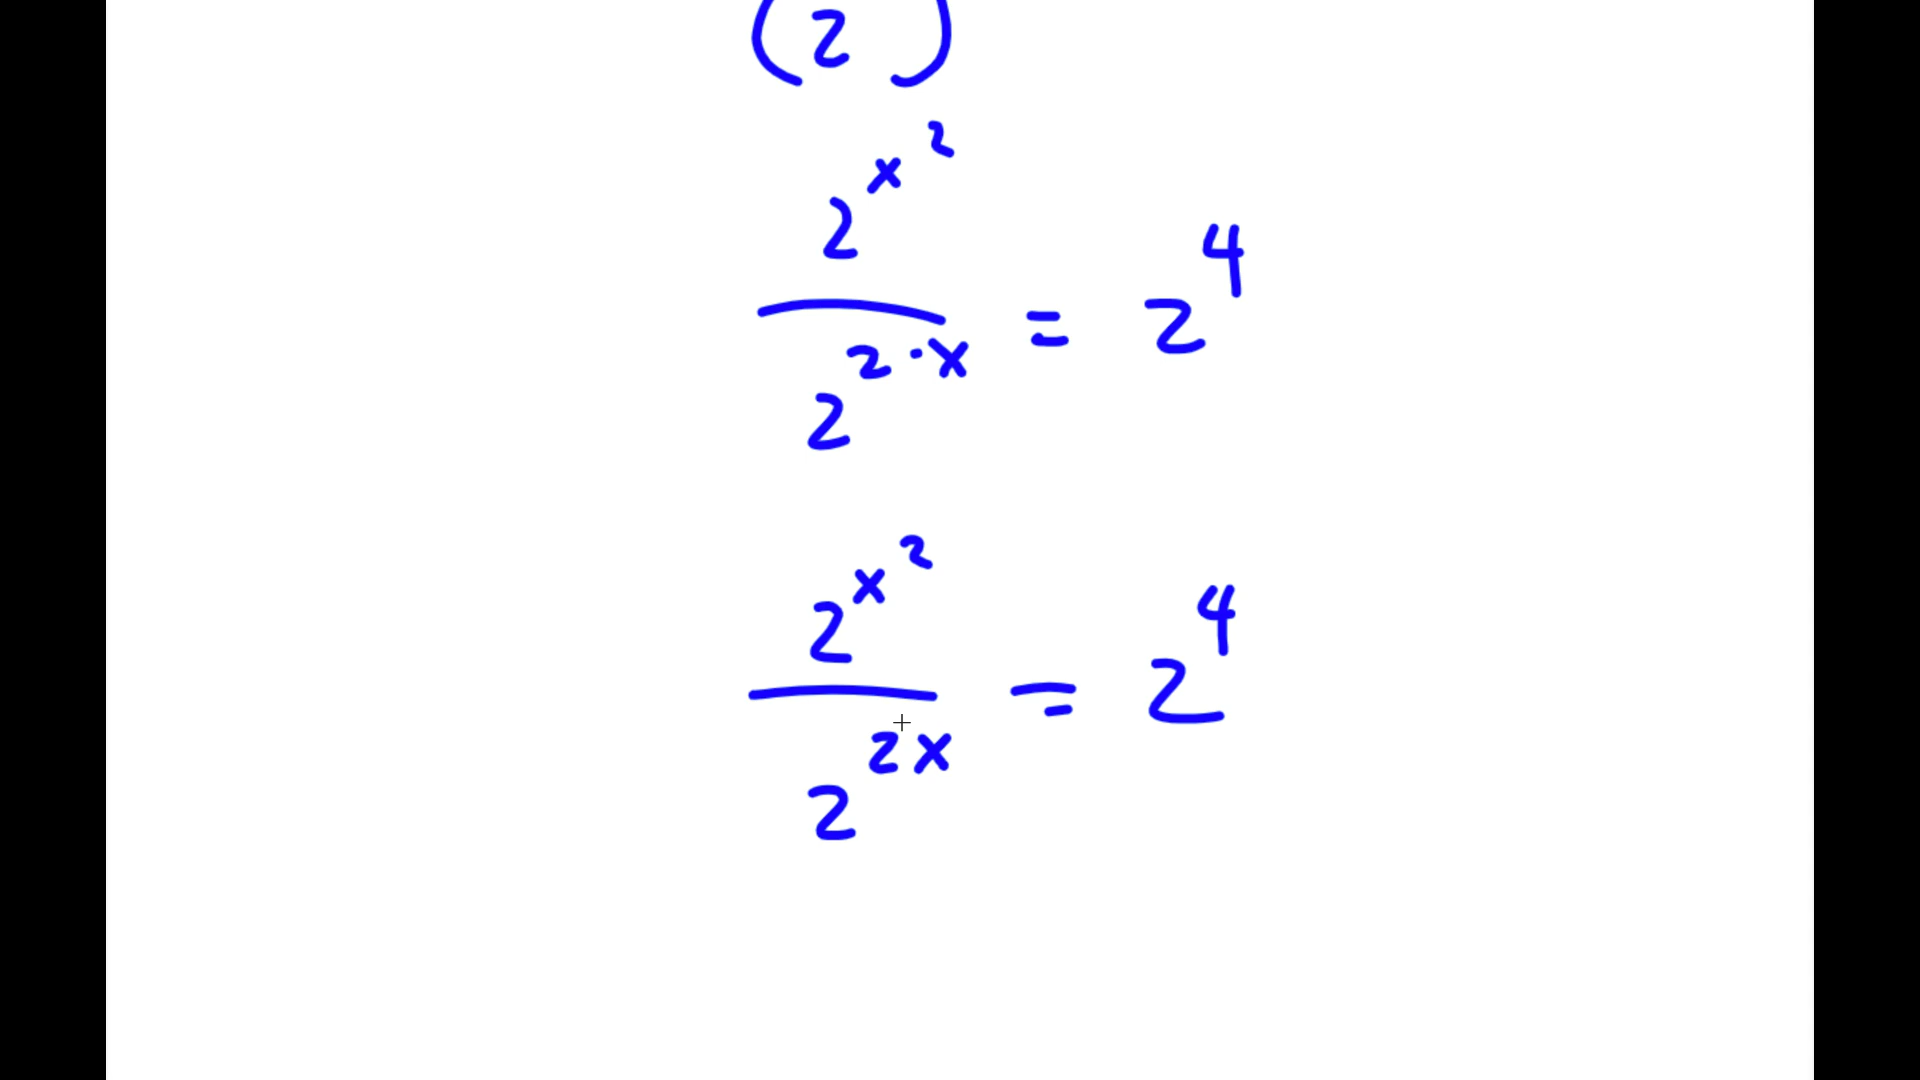 (2)
2^x^2 / 2^2·x = 2^4
2^x^2 / 2^2x = 2^4